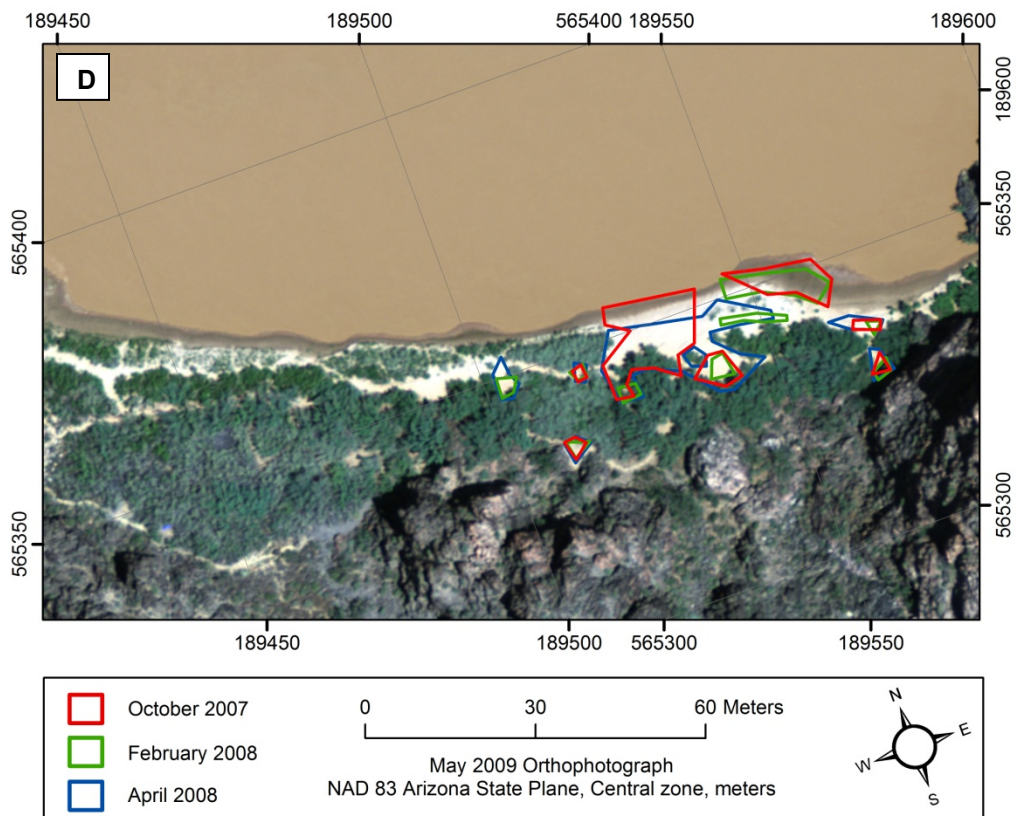 189450 189500 565400 189550 189600
D
189600
565350
565400
565300
565350
189450 189500 565300 189550
October 2007
February 2008
April 2008
0 30 60 Meters
May 2009 Orthophotograph
NAD 83 Arizona State Plane, Central zone, meters
N
E
W
S